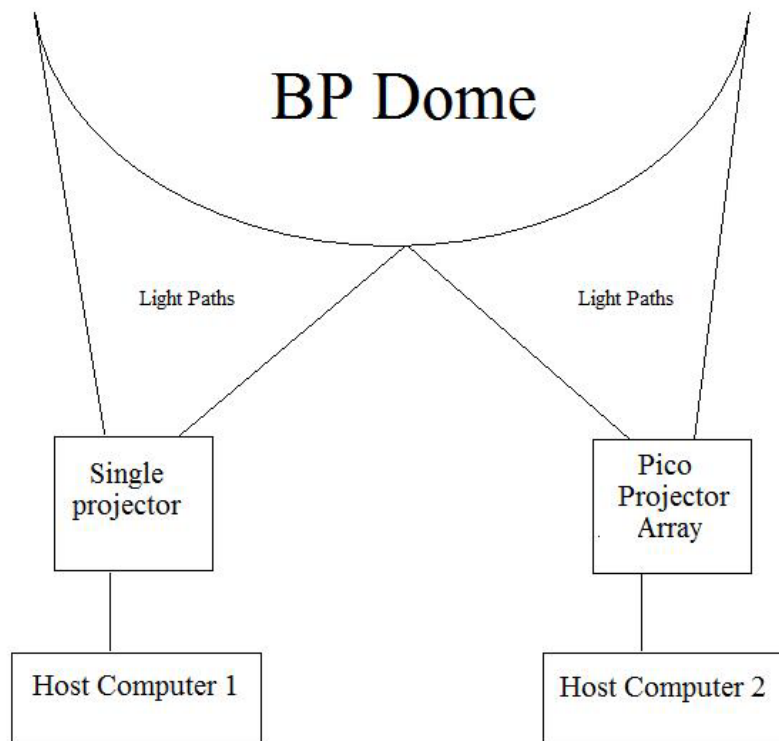 BP Dome
Light Paths
Light Paths
Single
projector
Pico
Projector
Array
Host Computer 1
Host Computer 2